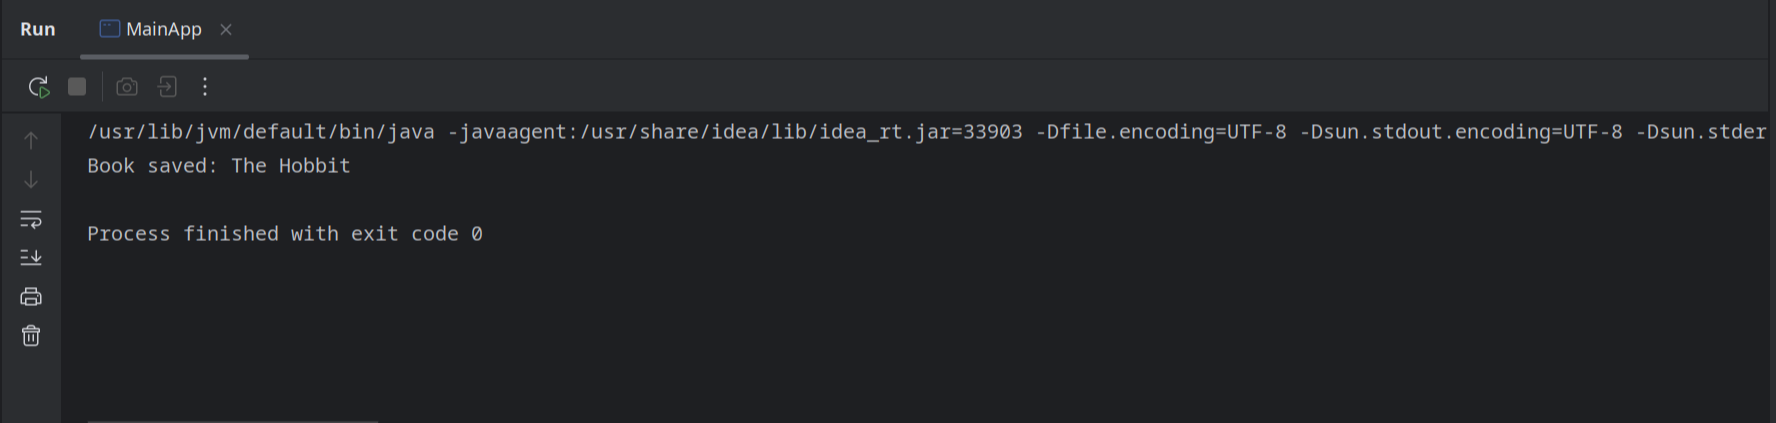 Run MainApp
/usr/lib/jvm/default/bin/java -javaagent:/usr/share/idea/lib/idea_rt.jar=33903 -Dfile.encoding=UTF-8 -Dsun.stdout.encoding=UTF-8 -Dsun.stder
Book saved: The Hobbit
Process finished with exit code 0